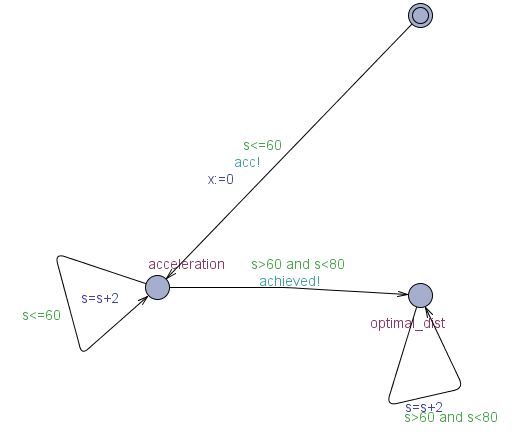 s<=60
acc!
x:=0
acceleration
s>60 and s<80
achieved!
s=s+2
s<=60
optimal_dist
s=s+2
s>60 and s<80